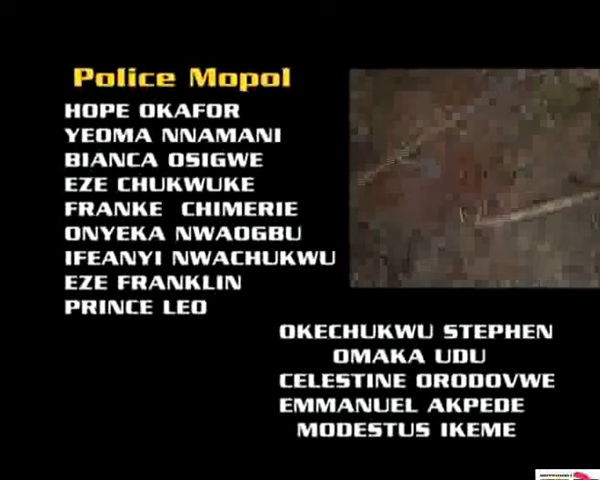 Police Mopol
HOPE OKAFOR
YEOMA NNAMANI
BIANCA OSIGWE
EZE CHUKWUKE
FRANKE CHIMERIE
ONYEKA NWAOGBU
IFEANYI NWACHUKWU
EZE FRANKLIN
PRINCE LEO
OKECHUKWU STEPHEN
OMAKA UDU
CELESTINE ORODOVWE
EMMANUEL AKPEDE
MODESTUS IKEME